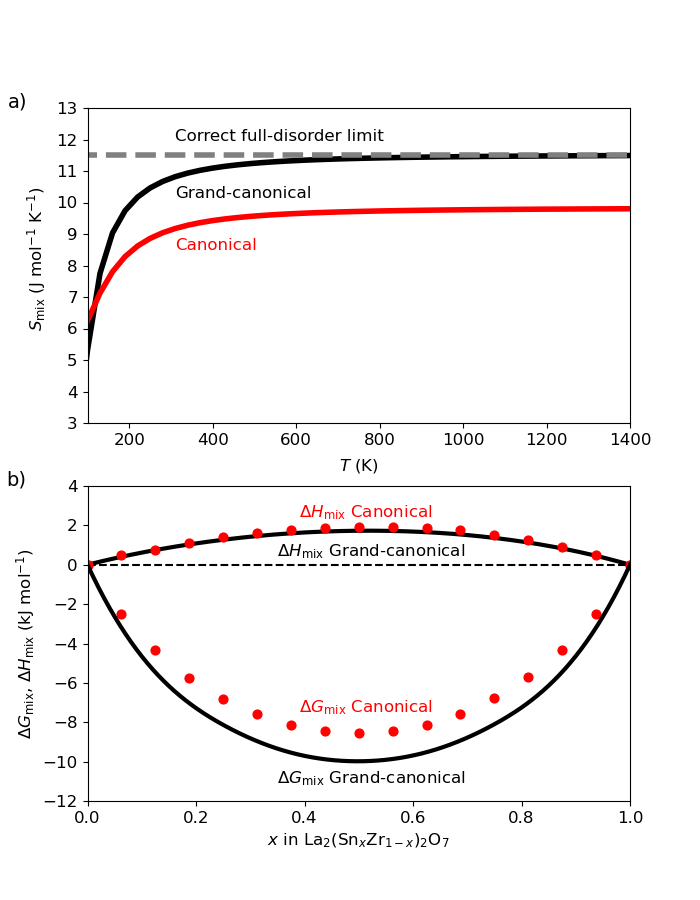 a)
13
12
11
10
9
8
7
6
5
4
3
S_mix (J mol⁻¹ K⁻¹)
Correct full-disorder limit
Grand-canonical
Canonical
200 400 600 800 1000 1200 1400
T (K)
b)
4
2
0
−2
−4
−6
−8
−10
−12
ΔG_mix, ΔH_mix (kJ mol⁻¹)
ΔH_mix Canonical
ΔH_mix Grand-canonical
ΔG_mix Canonical
ΔG_mix Grand-canonical
0.0 0.2 0.4 0.6 0.8 1.0
x in La₂(SnₓZr₁₋ₓ)₂O₇